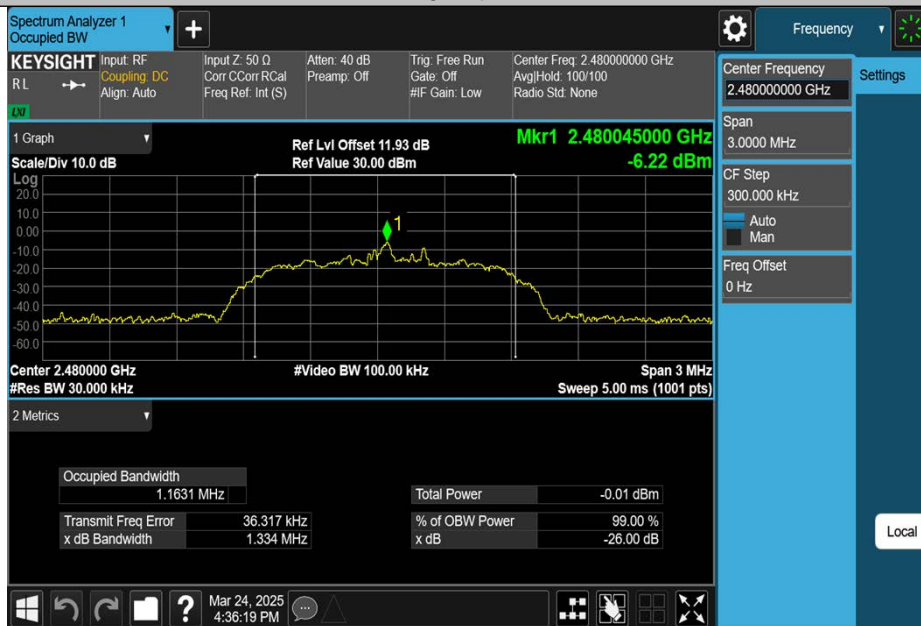 Spectrum Analyzer 1
Occupied BW
+
Frequency
KEYSIGHT
R L
LXI
Input: RF
Coupling: DC
Align: Auto
Input Z: 50 Ω
Corr CCorr RCal
Freq Ref: Int (S)
Atten: 40 dB
Preamp: Off
Trig: Free Run
Gate: Off
#IF Gain: Low
Center Freq: 2.480000000 GHz
Avg|Hold: 100/100
Radio Std: None
Center Frequency
2.480000000 GHz
Settings
Span
3.0000 MHz
CF Step
300.000 kHz
Auto
Man
Freq Offset
0 Hz
Local
1 Graph
Scale/Div 10.0 dB
Ref Lvl Offset 11.93 dB
Ref Value 30.00 dBm
Mkr1 2.480045000 GHz
-6.22 dBm
Log
20.0
10.0
0.00
-10.0
-20.0
-30.0
-40.0
-50.0
-60.0
1
Center 2.480000 GHz
#Res BW 30.000 kHz
#Video BW 100.00 kHz
Span 3 MHz
Sweep 5.00 ms (1001 pts)
2 Metrics
Occupied Bandwidth
1.1631 MHz
Total Power -0.01 dBm
Transmit Freq Error 36.317 kHz
% of OBW Power 99.00 %
x dB Bandwidth 1.334 MHz
x dB -26.00 dB
?
Mar 24, 2025
4:36:19 PM